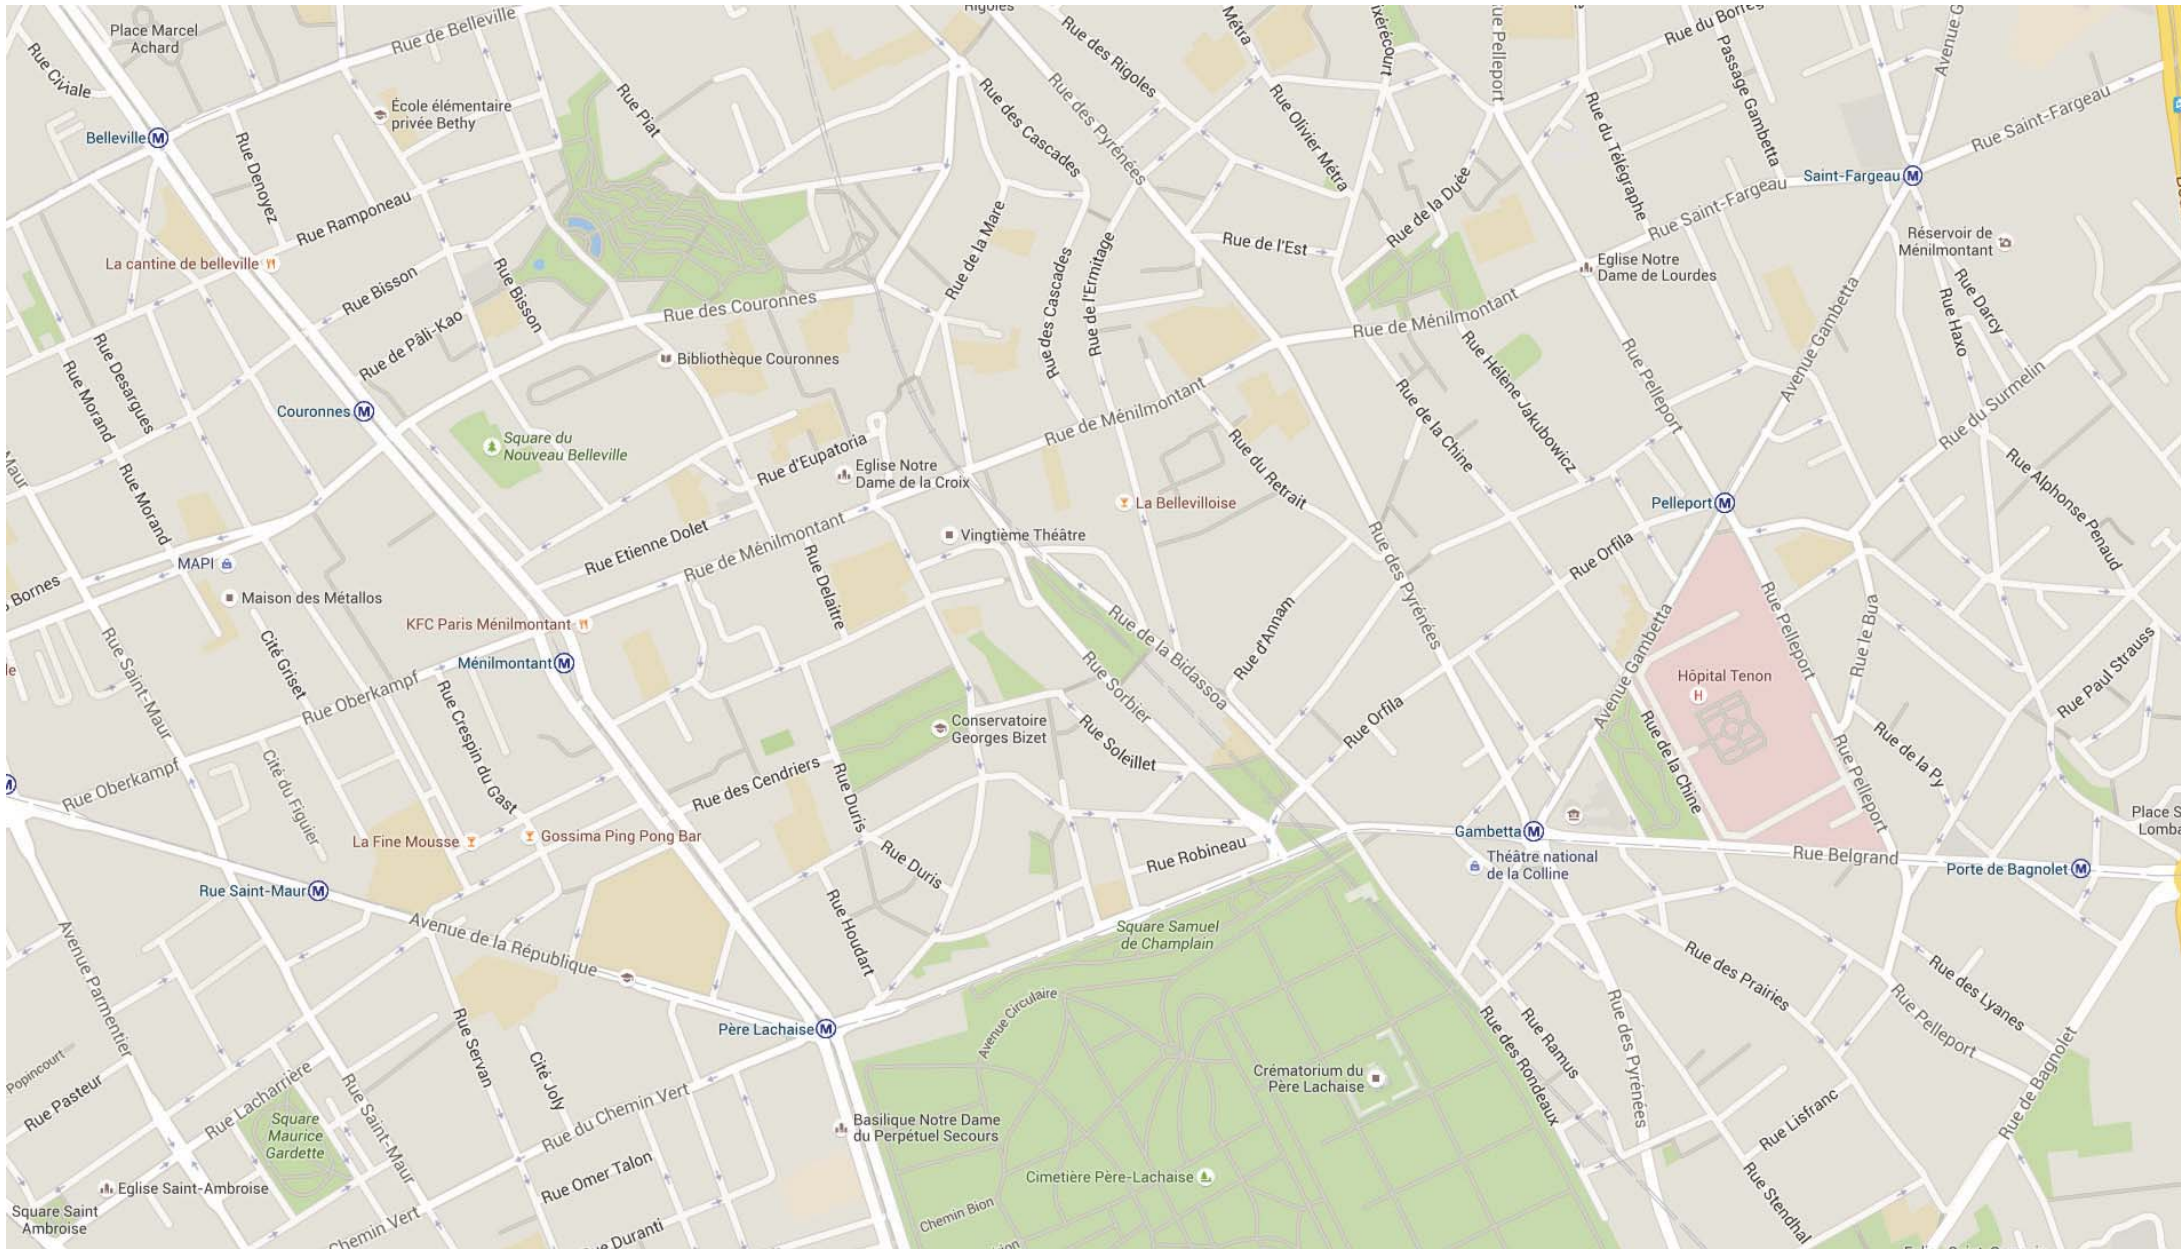 Place Marcel
Achard
Rue de Belleville
Rigoles
Rue des Rigoles
Métra
ixérécourt
Rue Pelleport
Rue du Borrég
Avenue G
Rue Civiale
École élémentaire
privée Bethy
Rue Piat
Rue des Cascades
Rue des Pyrénées
Rue Olivier Métra
Rue du Télégraphe
Passage Gambetta
Rue Saint-Fargeau
Belleville
Rue Denoyez
Rue Ramponeau
Rue de la Mare
Rue de l'Ermitage
Rue de l'Est
Rue de la Duée
Rue Saint-Fargeau
Saint-Fargeau
Réservoir de
Ménilmontant
La cantine de belleville
Rue Bisson
Rue Bisson
Rue des Couronnes
Rue des Cascades
Eglise Notre
Dame de Lourdes
Rue de Ménilmontant
Avenue Gambetta
Rue Haxo
Rue Darcy
Rue Desargues
Rue Morand
Rue de Pâli-Kao
Bibliothèque Couronnes
Rue de Ménilmontant
Rue de la Chine
Rue Hélène Jakubowicz
Rue Pelleport
Rue du Surmelin
Couronnes
Square du
Nouveau Belleville
Rue d'Eupatoria
Eglise Notre
Dame de la Croix
Rue du Retrait
Maur
Rue Morand
La Bellevilloise
Pelleport
Rue Alphonse Penaud
Rue Etienne Dolet
Rue de Ménilmontant
Vingtième Théâtre
Rue des Pyrénées
Rue Orfila
MAPI
Bornes
Maison des Métallos
Rue Delaitre
KFC Paris Ménilmontant
Rue de la Bidassoa
Rue d'Annam
Rue Pelleport
Rue le Bua
Rue Paul Strauss
Rue Saint-Maur
Cité Griset
Ménilmontant
Rue Sorbier
Avenue Gambetta
Hôpital Tenon
Rue Oberkampf
Rue Crespin du Gast
Conservatoire
Georges Bizet
Rue Soleillet
Rue Orfila
Rue de la Chine
Rue Pelleport
Rue de la Py
Rue Oberkampf
Cité du Figuier
Rue des Cendriers
Rue Duris
Place S
Lomba
La Fine Mousse
Gossima Ping Pong Bar
Rue Duris
Rue Robineau
Gambetta
Théâtre national
de la Colline
Rue Belgrand
Porte de Bagnolet
Rue Saint-Maur
Avenue de la République
Rue Houdart
Square Samuel
de Champlain
Rue des Prairies
Rue des Lyanes
Avenue Parmentier
Rue Servan
Père Lachaise
Avenue Circulaire
Rue des Rondeaux
Rue Ramus
Rue des Pyrénées
Rue Pelleport
Rue de Bagnolet
Popincourt
Rue Pasteur
Rue Lacharrière
Rue Saint-Maur
Cité Joly
Rue du Chemin Vert
Crématorium du
Père Lachaise
Square
Maurice
Gardette
Basilique Notre Dame
du Perpétuel Secours
Rue Lisfranc
Eglise Saint-Ambroise
Rue Omer Talon
Cimetière Père-Lachaise
Rue Stendhal
Square Saint
Ambroise
Chemin Vert
Rue Duranti
Chemin Bion